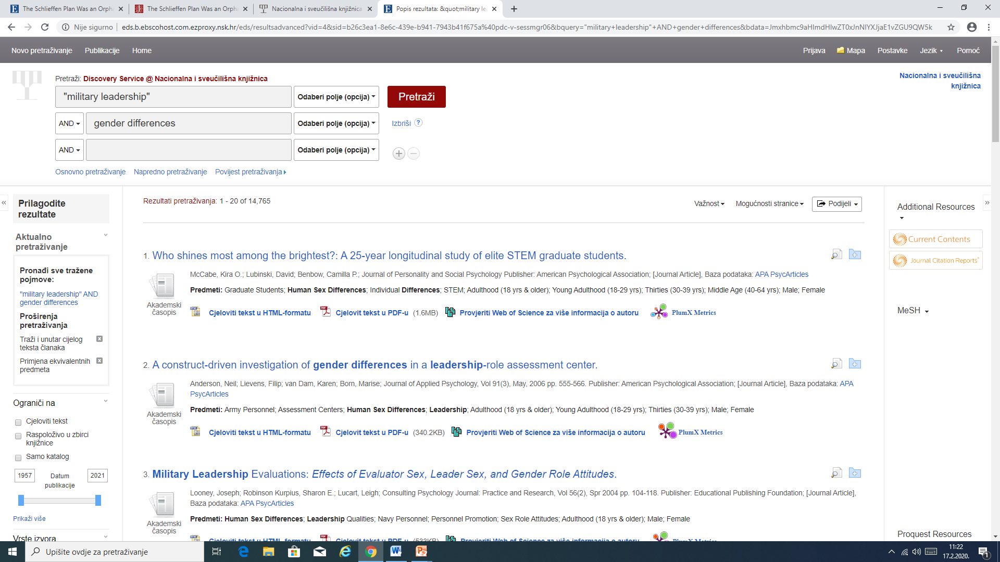 The Schlieffen Plan Was an Orpha
The Schlieffen Plan Was an Orpha
Nacionalna i sveučilišna knjižnica
Popis rezultata: &quot;military le
Nije sigurno | eds.b.ebscohost.com.ezproxy.nsk.hr/eds/resultsadvanced?vid=4&sid=b26c3ea1-8e6c-439e-b941-7943b41f675a%40pdc-v-sessmgr06&bquery="military+leadership"+AND+gender+differences&bdata=
Novo pretraživanje Publikacije Home
Prijava Mapa Postavke Jezik Pomoć
Pretraži: Discovery Service @ Nacionalna i sveučilišna knjižnica
Nacionalna i sveučilišna
knjižnica
"military leadership" Odaberi polje (opcija) Pretraži
AND gender differences Odaberi polje (opcija) Izbriši ?
AND Odaberi polje (opcija)
Osnovno pretraživanje Napredno pretraživanje Povijest pretraživanja
Prilagodite
rezultate
Aktualno
pretraživanje
Pronađi sve tražene
pojmove:
"military leadership" AND
gender differences
Proširenja
pretraživanja
Traži i unutar cijelog
teksta članaka
Primjena ekvivalentnih
predmeta
Ograniči na
Cjeloviti tekst
Raspoloživo u zbirci
knjižnice
Samo katalog
1957 Datum
publikacije 2021
Prikaži više
Vrste izvora
Rezultati pretraživanja: 1 - 20 of 14,765
Važnost Mogućnosti stranice Podijeli
1. Who shines most among the brightest?: A 25-year longitudinal study of elite STEM graduate students.
Akademski
časopis
McCabe, Kira O.; Lubinski, David; Benbow, Camilla P.; Journal of Personality and Social Psychology Publisher: American Psychological Association; [Journal Article], Baza podataka: APA PsycArticles
Predmeti: Graduate Students; Human Sex Differences; Individual Differences; STEM; Adulthood (18 yrs & older); Young Adulthood (18-29 yrs); Thirties (30-39 yrs); Middle Age (40-64 yrs); Male; Female
Cjeloviti tekst u HTML-formatu Cjelovit tekst u PDF-u (1.6MB) Provjeriti Web of Science za više informacija o autoru PlumX Metrics
2. A construct-driven investigation of gender differences in a leadership-role assessment center.
Akademski
časopis
Anderson, Neil; Lievens, Filip; van Dam, Karen; Born, Marise; Journal of Applied Psychology, Vol 91(3), May, 2006 pp. 555-566. Publisher: American Psychological Association; [Journal Article], Baza podataka: APA
PsycArticles
Predmeti: Army Personnel; Assessment Centers; Human Sex Differences; Leadership; Adulthood (18 yrs & older); Young Adulthood (18-29 yrs); Thirties (30-39 yrs); Male; Female
Cjeloviti tekst u HTML-formatu Cjelovit tekst u PDF-u (340.2KB) Provjeriti Web of Science za više informacija o autoru PlumX Metrics
3. Military Leadership Evaluations: Effects of Evaluator Sex, Leader Sex, and Gender Role Attitudes.
Akademski
časopis
Looney, Joseph; Robinson Kurpius, Sharon E.; Lucart, Leigh; Consulting Psychology Journal: Practice and Research, Vol 56(2), Spr 2004 pp. 104-118. Publisher: Educational Publishing Foundation; [Journal Article],
Baza podataka: APA PsycArticles
Predmeti: Human Sex Differences; Leadership Qualities; Navy Personnel; Personnel Promotion; Sex Role Attitudes; Adulthood (18 yrs & older); Male; Female
Cjeloviti tekst u HTML-formatu Cjelovit tekst u PDF-u (533KB) Provjeriti Web of Science za više informacija o autoru PlumX Metrics
Additional Resources
Current Contents
Journal Citation Reports
MeSH
Proquest Resources
Upišite ovdje za pretraživanje
11:22
17.2.2020.
1